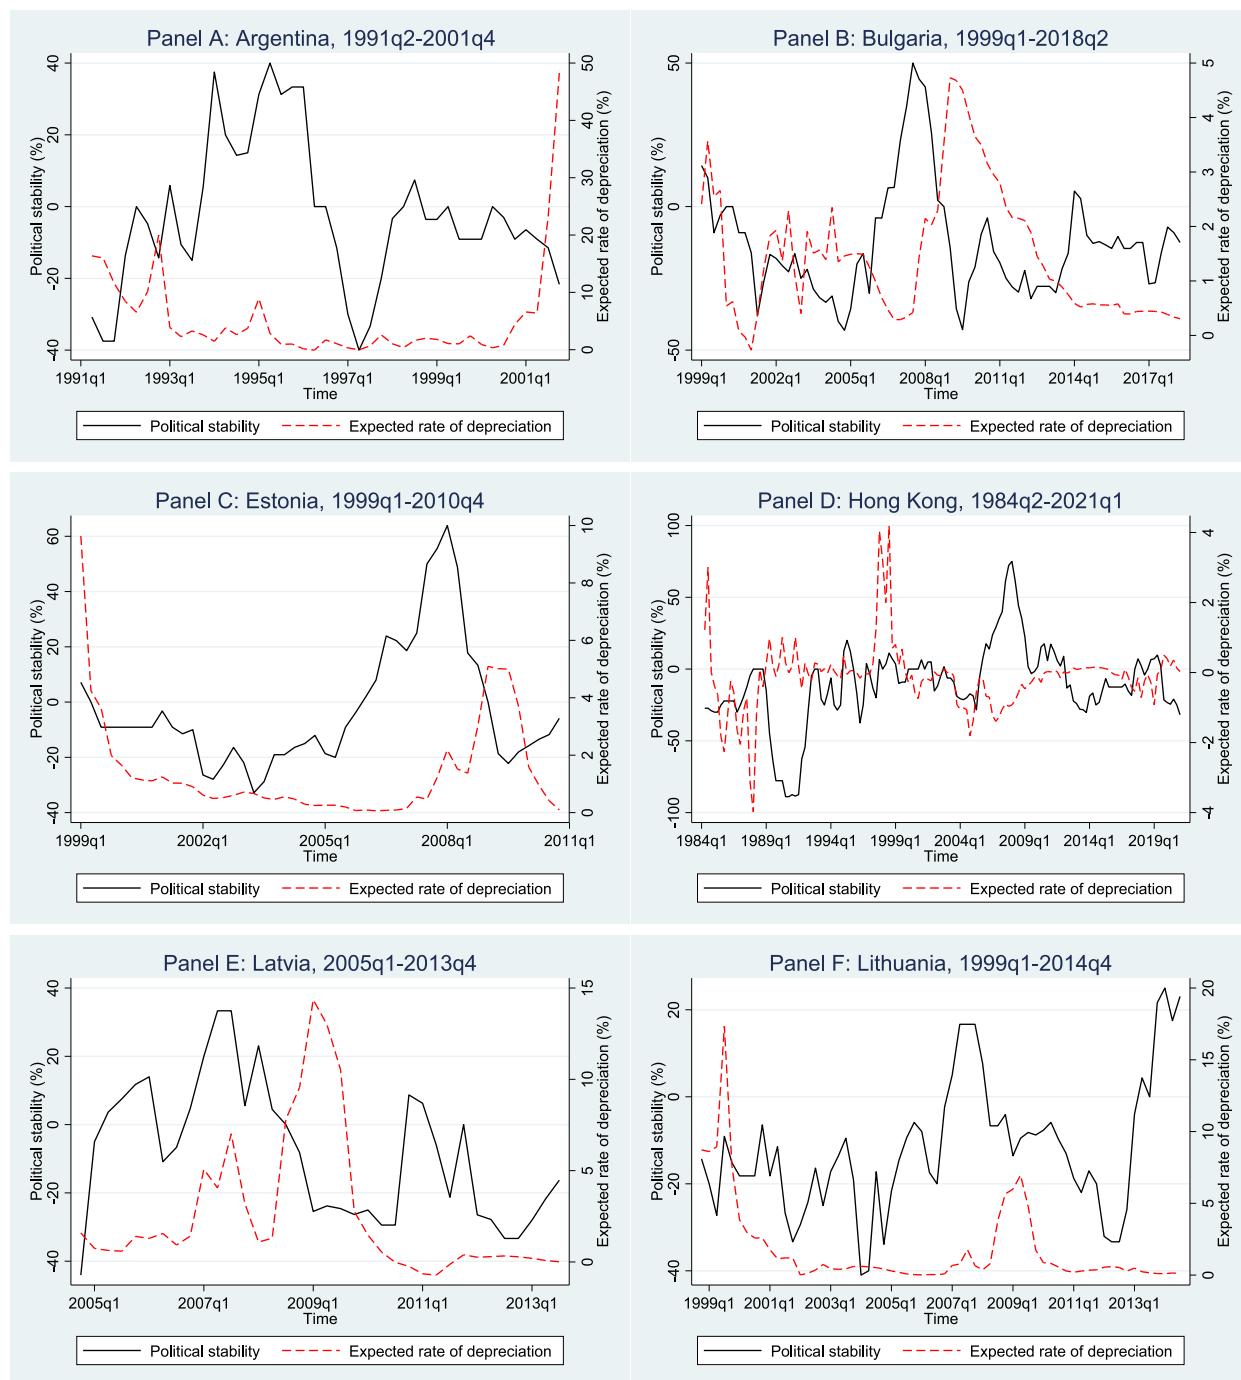 Panel A: Argentina, 1991q2-2001q4
Political stability (%)
40
20
0
-20
-40
Expected rate of depreciation (%)
50
40
30
20
10
0
1991q1 1993q1 1995q1 1997q1 1999q1 2001q1
Time
Political stability Expected rate of depreciation
Panel B: Bulgaria, 1999q1-2018q2
Political stability (%)
50
0
-50
Expected rate of depreciation (%)
5
4
3
2
1
0
1999q1 2002q1 2005q1 2008q1 2011q1 2014q1 2017q1
Time
Political stability Expected rate of depreciation
Panel C: Estonia, 1999q1-2010q4
Political stability (%)
60
40
20
0
-20
-40
Expected rate of depreciation (%)
10
8
6
4
2
0
1999q1 2002q1 2005q1 2008q1 2011q1
Time
Political stability Expected rate of depreciation
Panel D: Hong Kong, 1984q2-2021q1
Political stability (%)
100
50
0
-50
-100
Expected rate of depreciation (%)
4
2
0
-2
-4
1984q1 1989q1 1994q1 1999q1 2004q1 2009q1 2014q1 2019q1
Time
Political stability Expected rate of depreciation
Panel E: Latvia, 2005q1-2013q4
Political stability (%)
40
20
0
-20
-40
Expected rate of depreciation (%)
15
10
5
0
2005q1 2007q1 2009q1 2011q1 2013q1
Time
Political stability Expected rate of depreciation
Panel F: Lithuania, 1999q1-2014q4
Political stability (%)
20
0
-20
-40
Expected rate of depreciation (%)
20
15
10
5
0
1999q1 2001q1 2003q1 2005q1 2007q1 2009q1 2011q1 2013q1
Time
Political stability Expected rate of depreciation